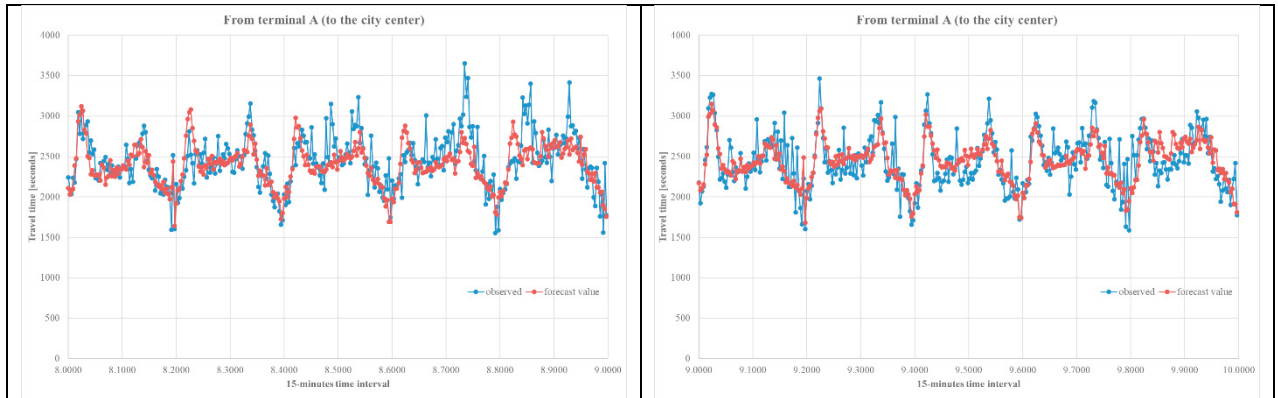 From terminal A (to the city center)
4000
3500
3000
2500
2000
1500
1000
500
0
Travel time [seconds]
observed forecast value
8.0000 8.1000 8.2000 8.3000 8.4000 8.5000 8.6000 8.7000 8.8000 8.9000 9.0000
15-minutes time interval
From terminal A (to the city center)
4000
3500
3000
2500
2000
1500
1000
500
0
Travel time [seconds]
observed forecast value
9.0000 9.1000 9.2000 9.3000 9.4000 9.5000 9.6000 9.7000 9.8000 9.9000 10.0000
15-minutes time interval